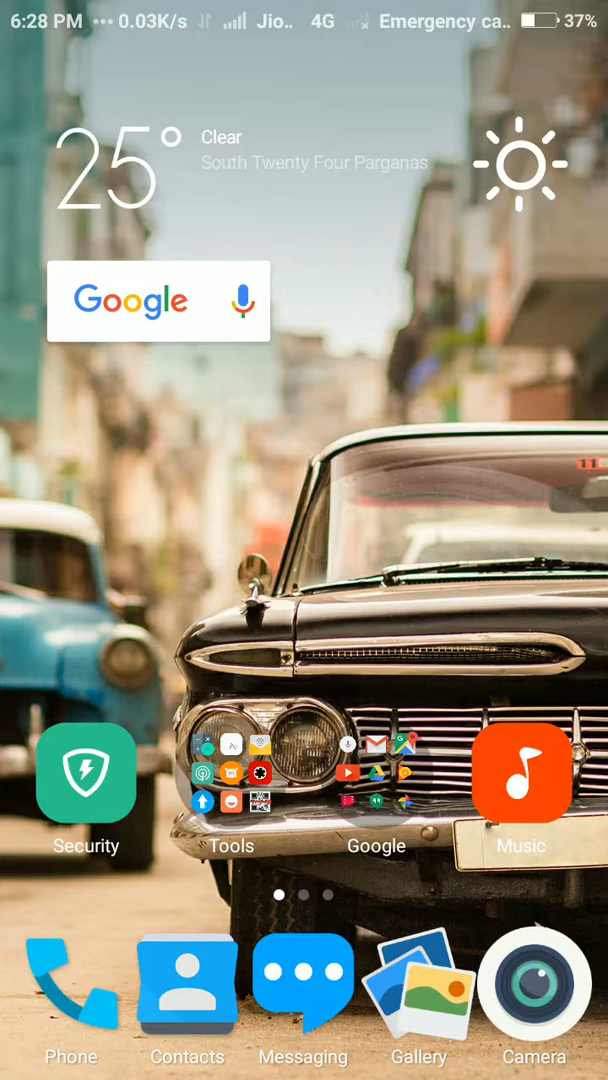 6:28 PM ••• 0.03K/s Jio.. 4G Emergency ca.. 37%
25° Clear
South Twenty Four Parganas
Google
Security Tools Google Music
Phone Contacts Messaging Gallery Camera